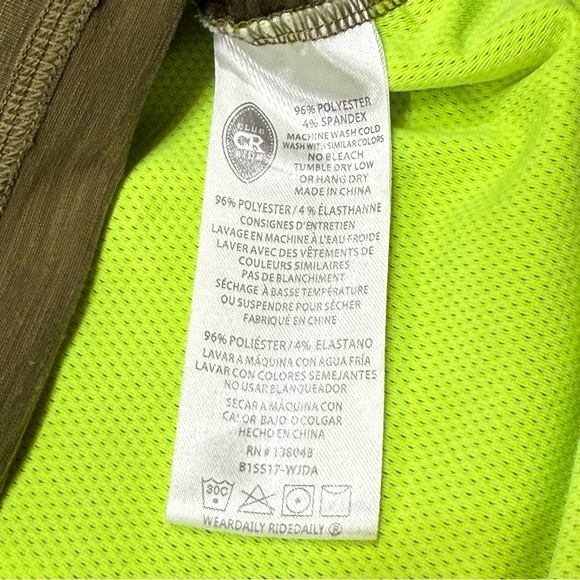 CLUB
CR
RIDE
96% POLYESTER
4% SPANDEX
MACHINE WASH COLD
WASH WITH SIMILAR COLORS
NO BLEACH
TUMBLE DRY LOW
OR HANG DRY
MADE IN CHINA
96% POLYESTER / 4 % ÉLASTHANNE
CONSIGNES D'ENTRETIEN
LAVAGE EN MACHINE À L'EAU FROIDE
LAVER AVEC DES VÊTEMENTS DE
COULEURS SIMILAIRES
PAS DE BLANCHIMENT
SÉCHAGE À BASSE TEMPÉRATURE
OU SUSPENDRE POUR SÉCHER
FABRIQUÉ EN CHINE
96% POLIÉSTER / 4% ELASTANO
LAVAR A MÁQUINA CON AGUA FRÍA
LAVAR CON COLORES SEMEJANTES
NO USAR BLANQUEADOR
SECAR A MÁQUINA CON
CALOR BAJO O COLGAR
HECHO EN CHINA
RN # 138048
B1SS17-WJDA
30C
WEARDAILY RIDEDAILY ®